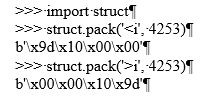 >>> import struct¶
>>> struct.pack('<i', 4253)¶
b'\x9d\x10\x00\x00'¶
>>> struct.pack('>i', 4253)¶
b'\x00\x00\x10\x9d'¶